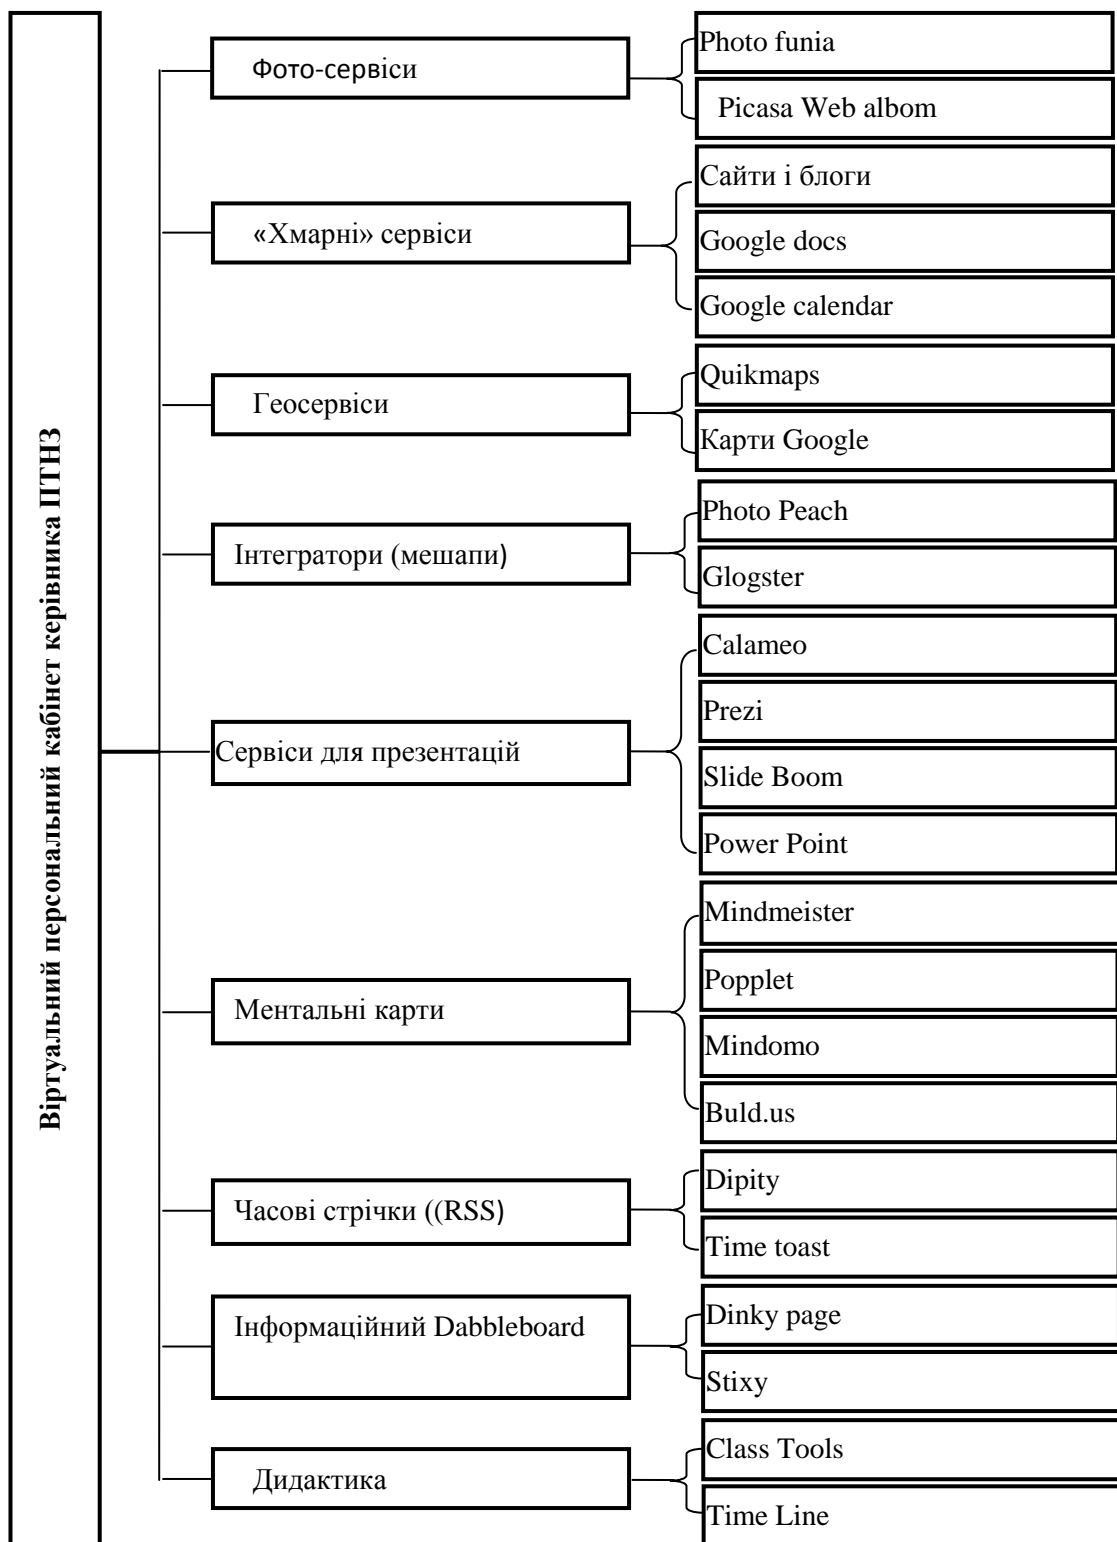 Віртуальний персональний кабінет керівника ПТНЗ
Фото-сервіси
Photo funia
Picasa Web albom
«Хмарні» сервіси
Сайти і блоги
Google docs
Google calendar
Геосервіси
Quikmaps
Карти Google
Інтегратори (мешапи)
Photo Peach
Glogster
Сервіси для презентацій
Calameo
Prezi
Slide Boom
Power Point
Ментальні карти
Mindmeister
Popplet
Mindomo
Buld.us
Часові стрічки ((RSS)
Dipity
Time toast
Інформаційний Dabbleboard
Dinky page
Stixy
Дидактика
Class Tools
Time Line